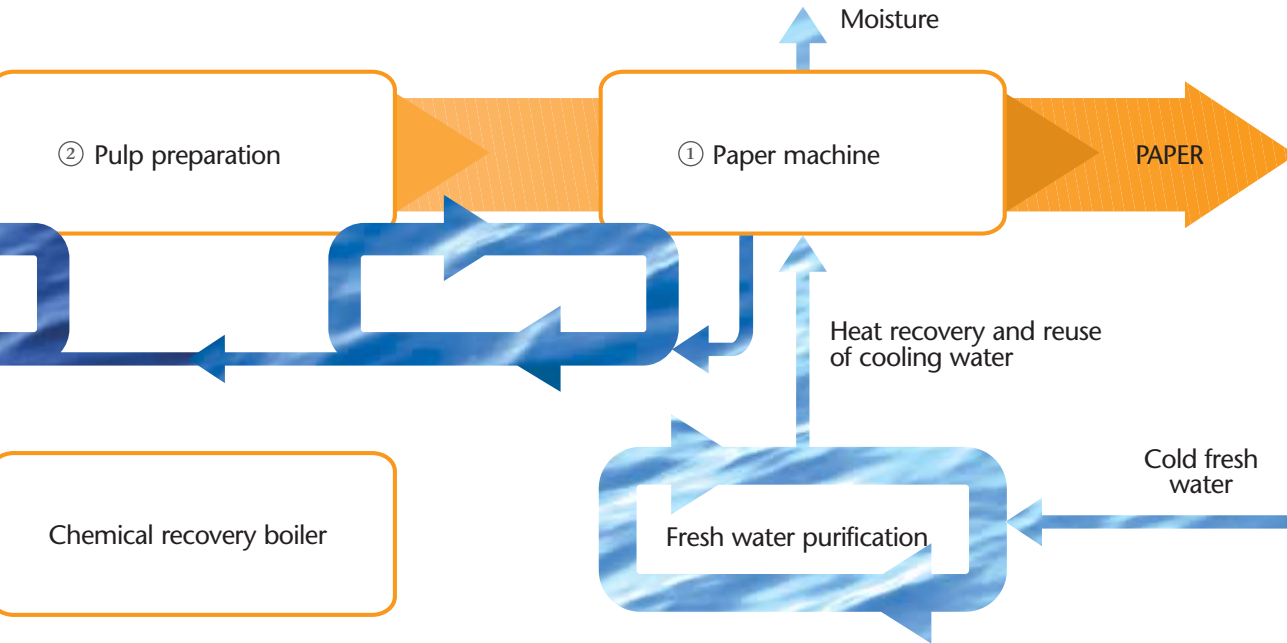 Moisture
② Pulp preparation
① Paper machine
PAPER
Heat recovery and reuse
of cooling water
Cold fresh
water
Chemical recovery boiler
Fresh water purification